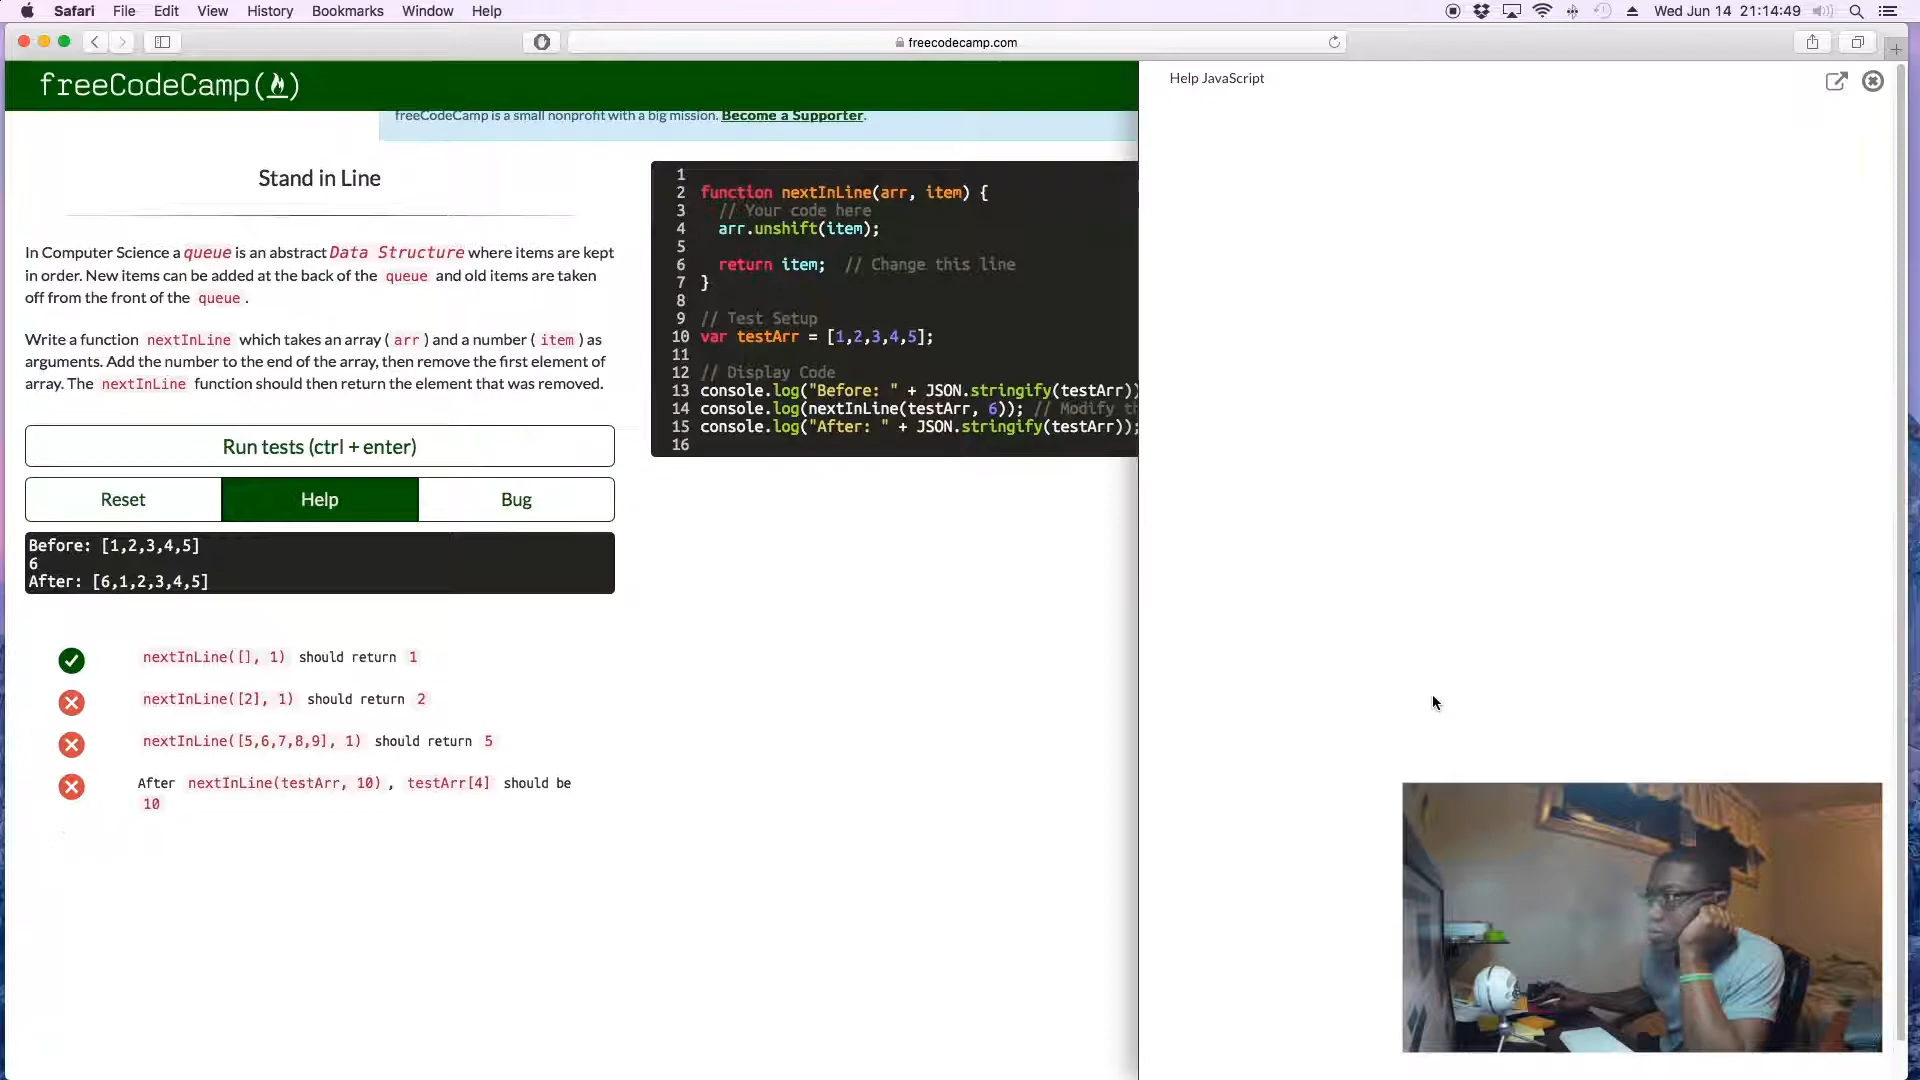 Safari File Edit View History Bookmarks Window Help
Wed Jun 14 21:14:49
freecodecamp.com
freeCodeCamp
Help JavaScript
freeCodeCamp is a small nonprofit with a big mission. Become a Supporter.
Stand in Line
In Computer Science a queue is an abstract Data Structure where items are kept
in order. New items can be added at the back of the queue and old items are taken
off from the front of the queue .
Write a function nextInLine which takes an array ( arr ) and a number ( item ) as
arguments. Add the number to the end of the array, then remove the first element of
array. The nextInLine function should then return the element that was removed.
Run tests (ctrl + enter)
Reset Help Bug
Before: [1,2,3,4,5]
6
After: [6,1,2,3,4,5]
nextInLine([], 1) should return 1
nextInLine([2], 1) should return 2
nextInLine([5,6,7,8,9], 1) should return 5
After nextInLine(testArr, 10) , testArr[4] should be
10
1
2 function nextInLine(arr, item) {
3 // Your code here
4 arr.unshift(item);
5
6 return item; // Change this line
7 }
8
9 // Test Setup
10 var testArr = [1,2,3,4,5];
11
12 // Display Code
13 console.log("Before: " + JSON.stringify(testArr))
14 console.log(nextInLine(testArr, 6)); // Modify th
15 console.log("After: " + JSON.stringify(testArr));
16